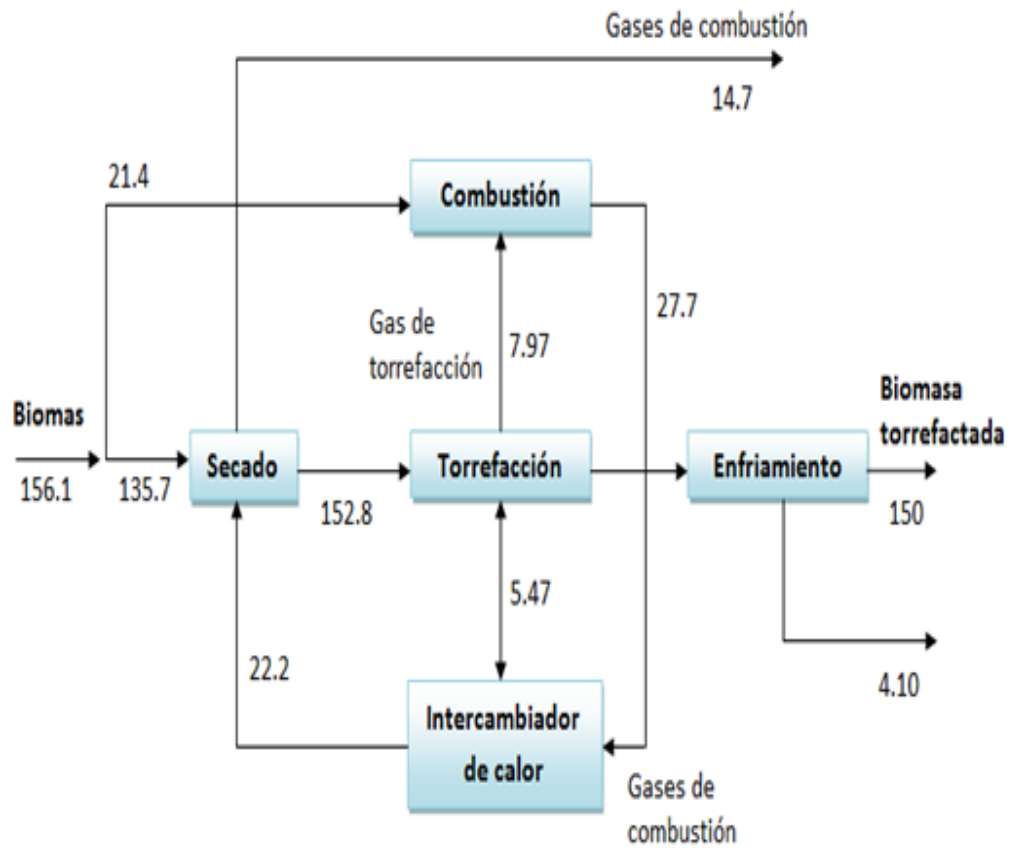 Gases de combustión
14.7
21.4
Combustión
27.7
Gas de
torrefacción
7.97
Biomas
156.1
135.7
Secado
152.8
Torrefacción
Enfriamiento
Biomasa
torrefactada
150
5.47
4.10
22.2
Intercambiador
de calor
Gases de
combustión